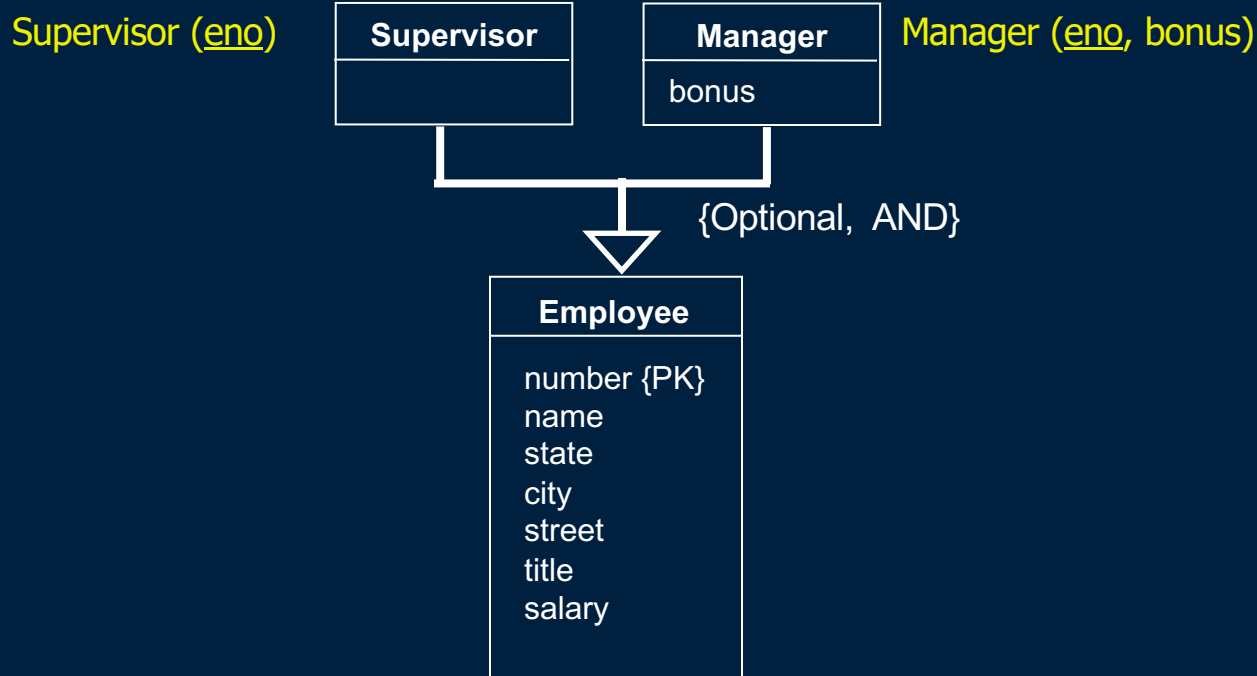 Supervisor (eno)
Supervisor
Manager
Manager (eno, bonus)
bonus
{Optional, AND}
Employee
number {PK}
name
state
city
street
title
salary